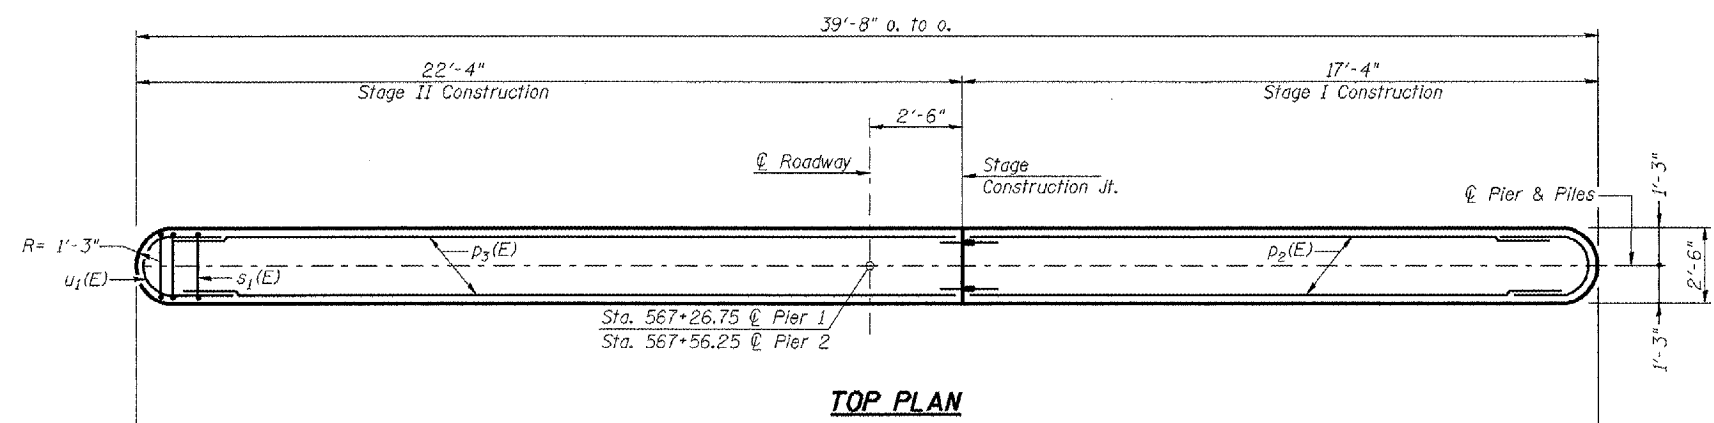 39'-8" o. to o.
22'-4"
Stage II Construction
17'-4"
Stage I Construction
2'-6"
℄ Roadway
Stage
Construction Jt.
℄ Pier & Piles
1'-3"
R= 1'-3"
u₁(E)
s₁(E)
p₃(E)
p₂(E)
2'-6"
1'-3"
Sta. 567+26.75 ℄ Pier 1
Sta. 567+56.25 ℄ Pier 2
TOP PLAN